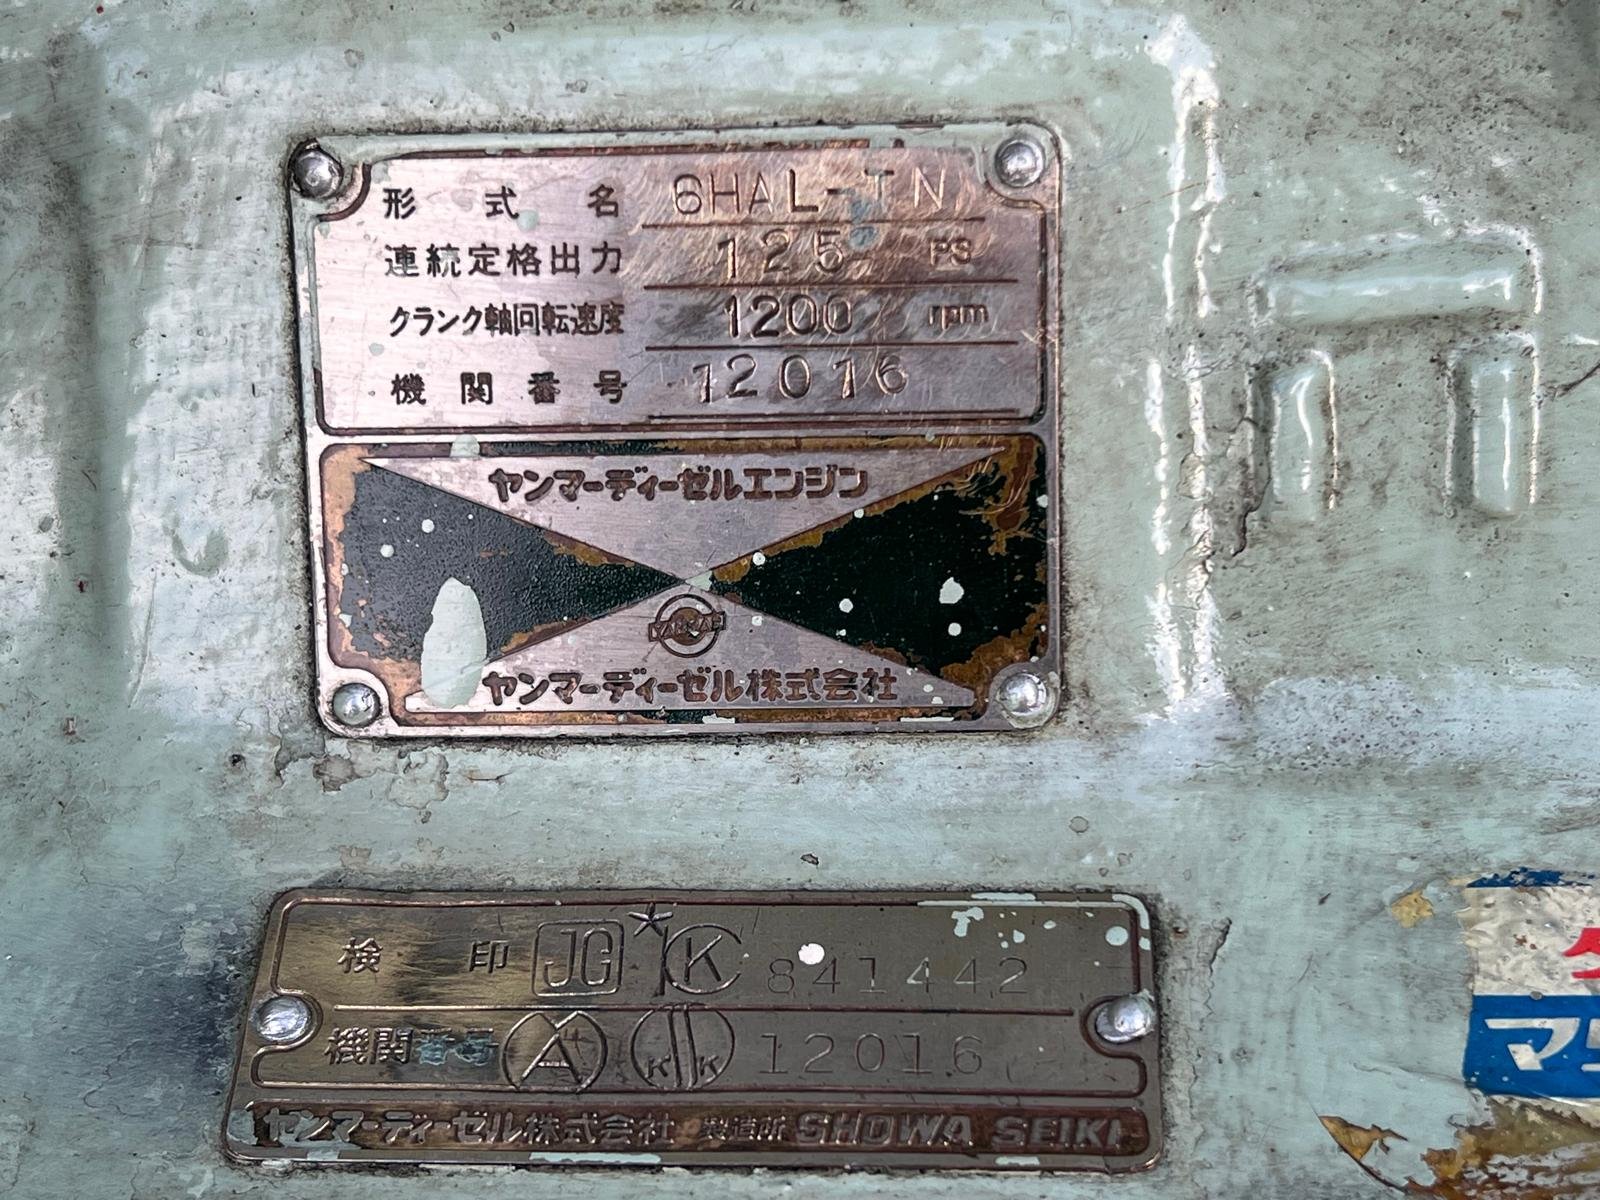 形式名 6HAL-TN
連続定格出力 125 PS
クランク軸回転速度 1200 rpm
機関番号 12016
ヤンマーディーゼルエンジン
YANMAR
ヤンマーディーゼル株式会社
検印 JG K 841442
機関番号 A KK 12016
ヤンマーディーゼル株式会社 製造所 SHOWA SEIKI